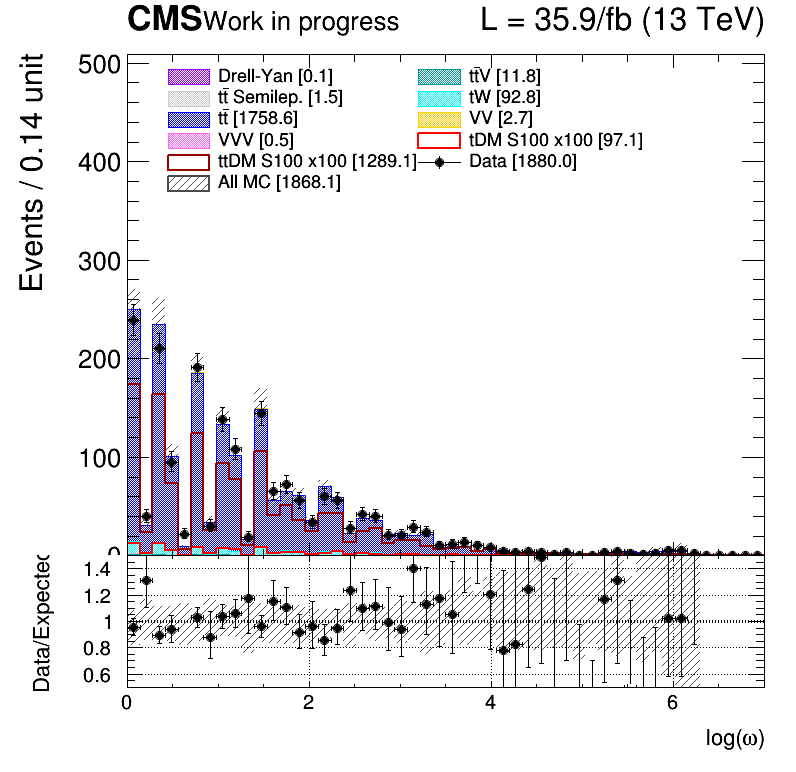 CMS Work in progress L = 35.9/fb (13 TeV)
Events / 0.14 unit
500
400
300
200
100
0
Drell-Yan [0.1] tt̄V [11.8]
tt̄ Semilep. [1.5] tW [92.8]
tt̄ [1758.6] VV [2.7]
VVV [0.5] tDM S100 x100 [97.1]
ttDM S100 x100 [1289.1] Data [1880.0]
All MC [1868.1]
Data/Expected
1.4
1.2
1
0.8
0.6
0 2 4 6
log(ω)